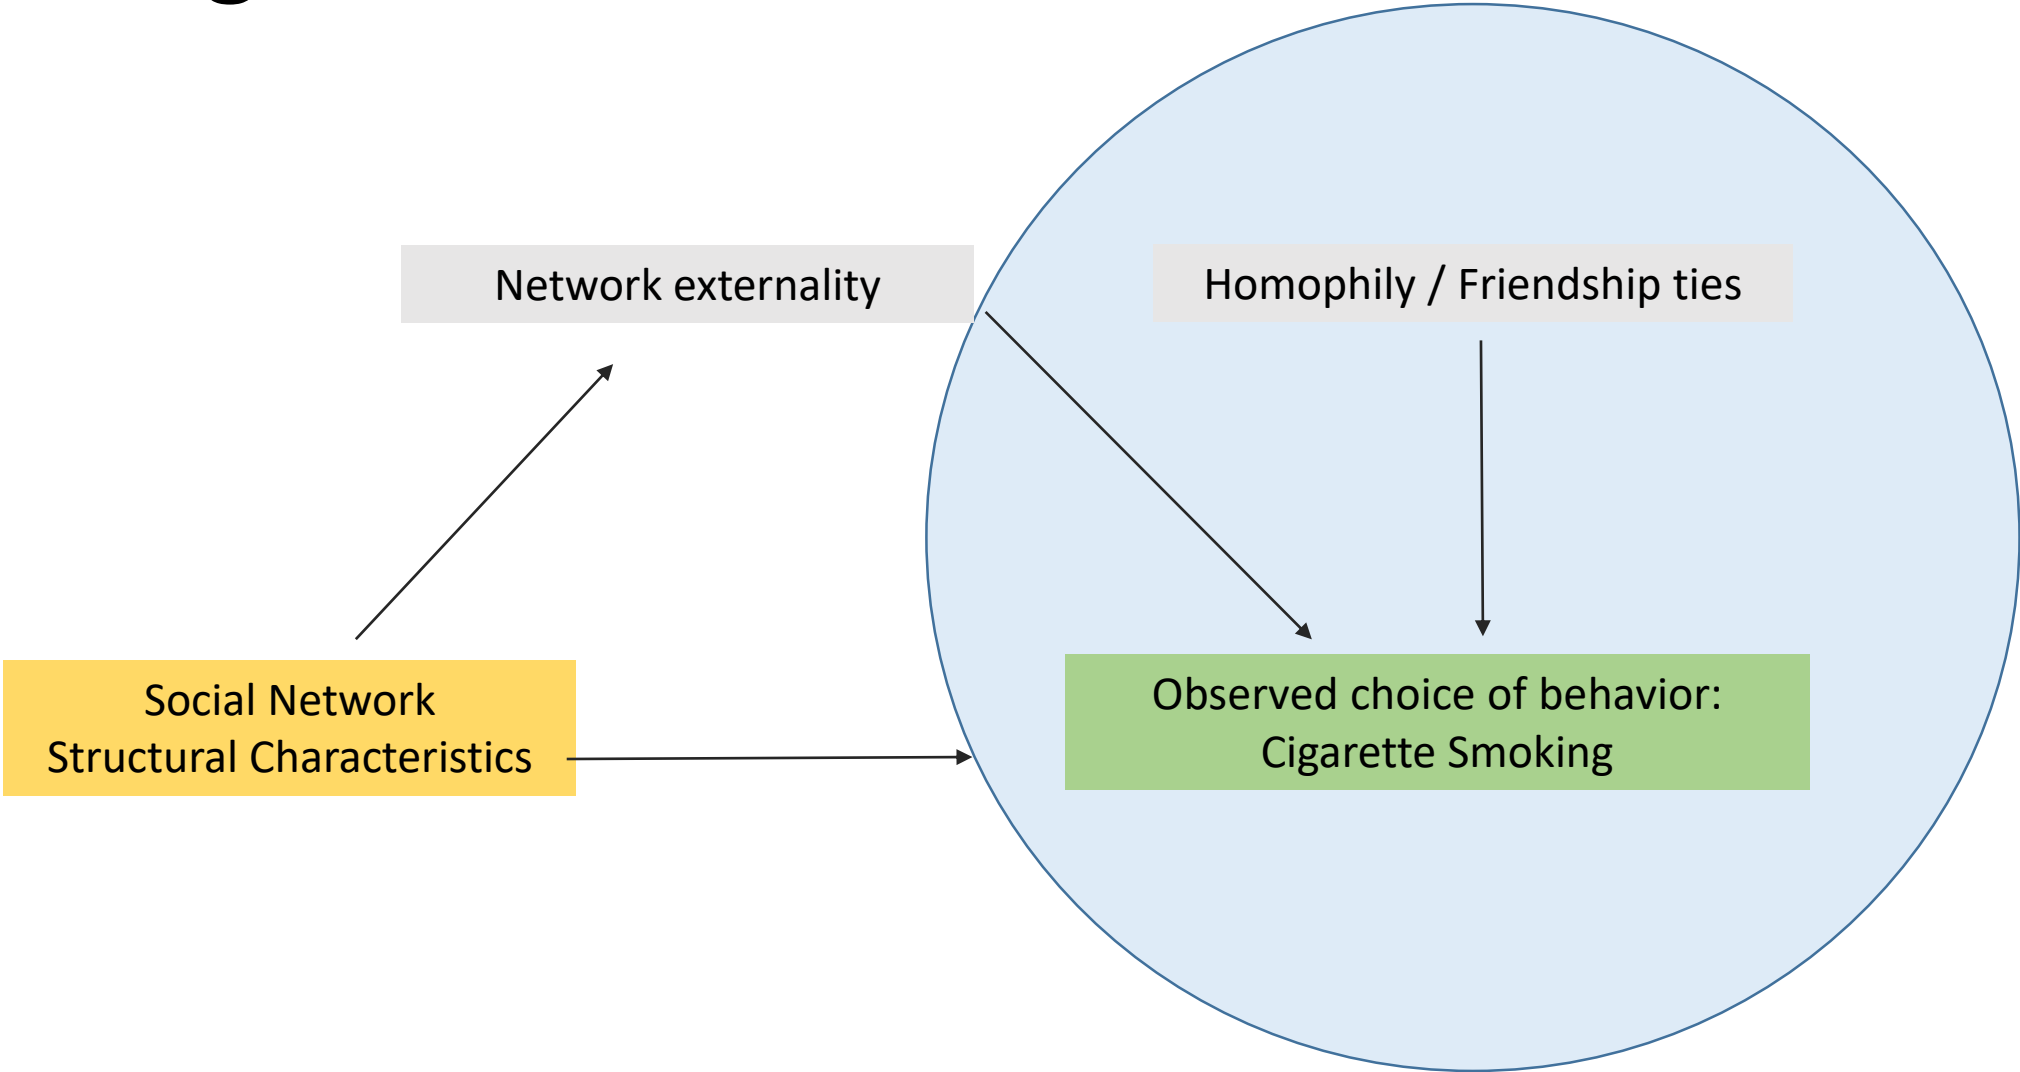 Network externality
Homophily / Friendship ties
Social Network
Structural Characteristics
Observed choice of behavior:
Cigarette Smoking